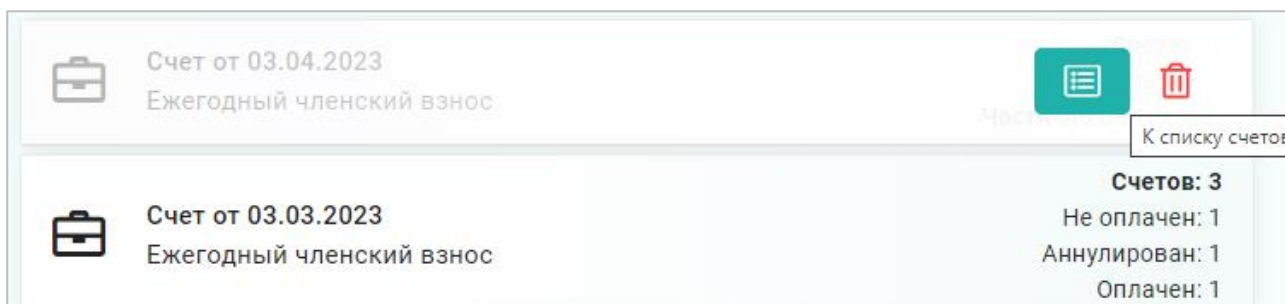 Счет от 03.04.2023
Ежегодный членский взнос
К списку счетов
Счет от 03.03.2023
Ежегодный членский взнос
Счетов: 3
Не оплачен: 1
Аннулирован: 1
Оплачен: 1